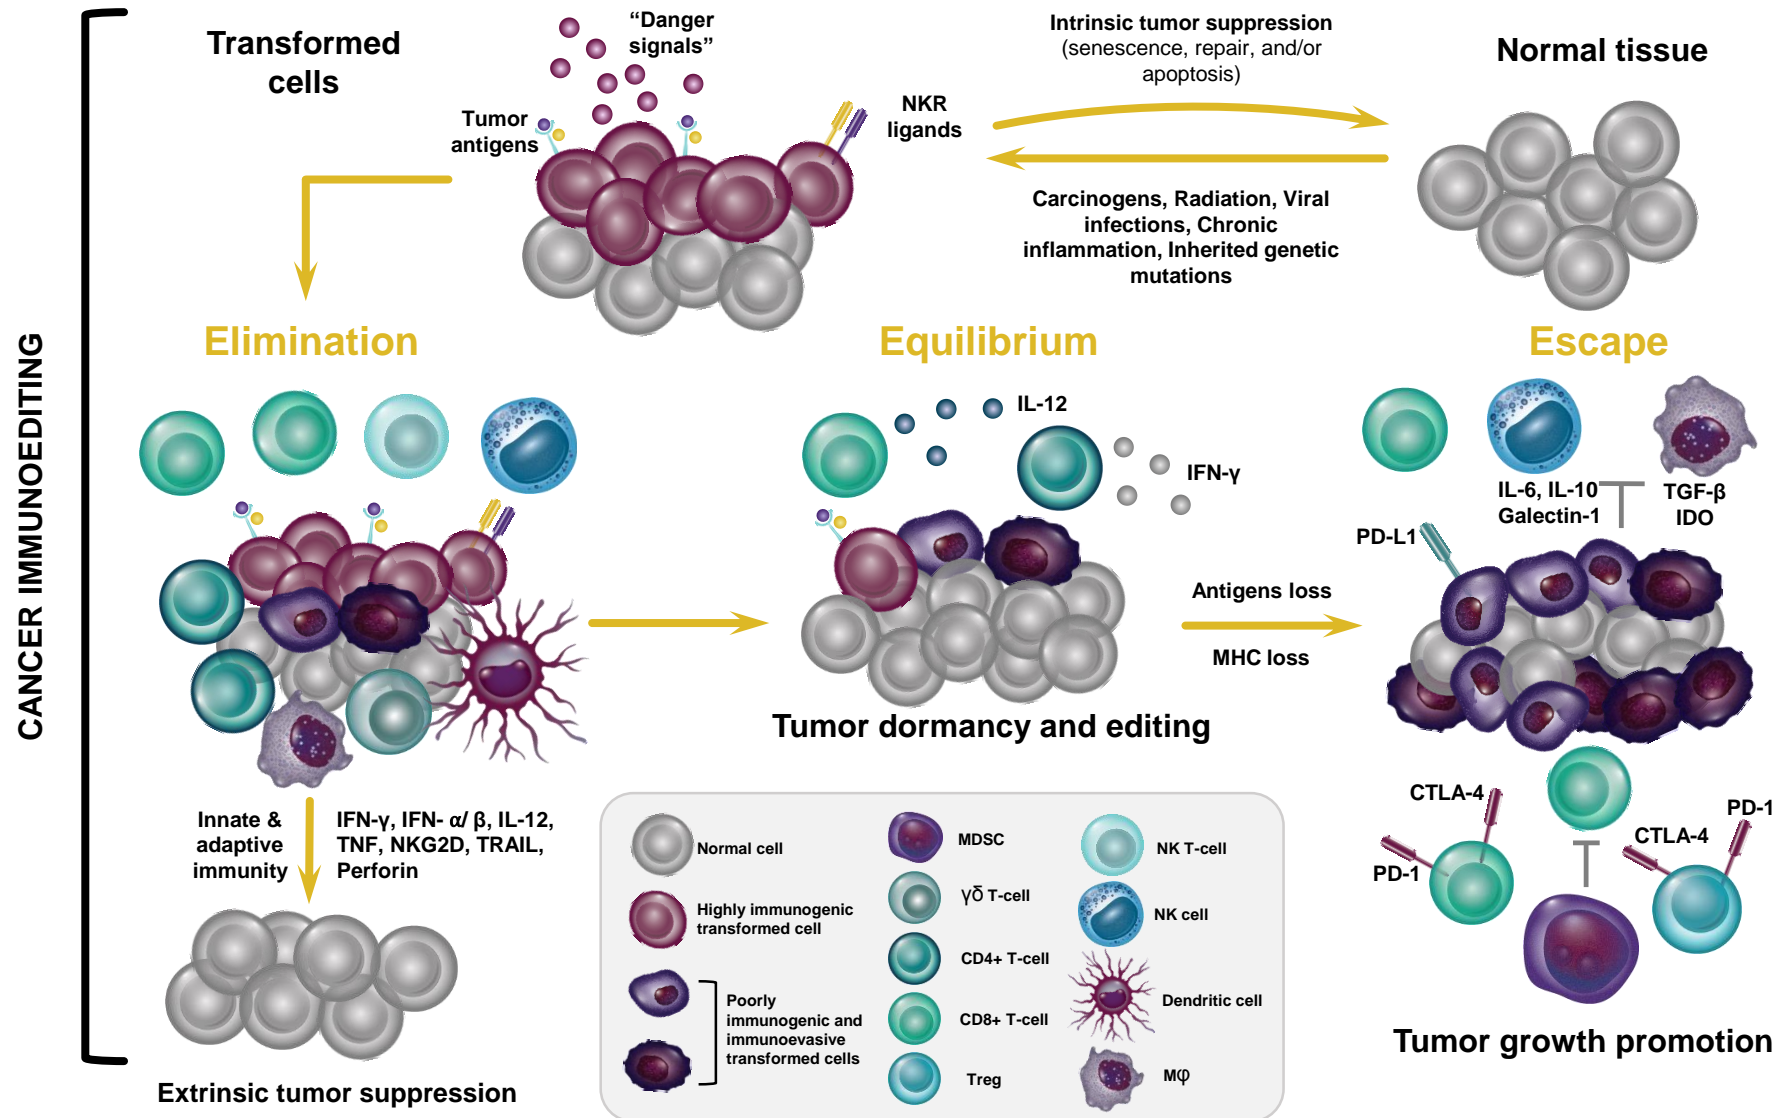 CANCER IMMUNOEDITING
Transformed
cells
“Danger
signals”
Tumor
antigens
NKR
ligands
Intrinsic tumor suppression
(senescence, repair, and/or
apoptosis)
Carcinogens, Radiation, Viral
infections, Chronic
inflammation, Inherited genetic
mutations
Normal tissue
Elimination
Equilibrium
Escape
IL-12
IFN-γ
IL-6, IL-10
Galectin-1
TGF-β
IDO
PD-L1
Antigens loss
MHC loss
Tumor dormancy and editing
Innate &
adaptive
immunity
IFN-γ, IFN- α/ β, IL-12,
TNF, NKG2D, TRAIL,
Perforin
Extrinsic tumor suppression
CTLA-4
PD-1
CTLA-4
PD-1
Tumor growth promotion
Normal cell
Highly immunogenic
transformed cell
Poorly
immunogenic and
immunoevasive
transformed cells
MDSC
γδ T-cell
CD4+ T-cell
CD8+ T-cell
Treg
NK T-cell
NK cell
Dendritic cell
Mφ